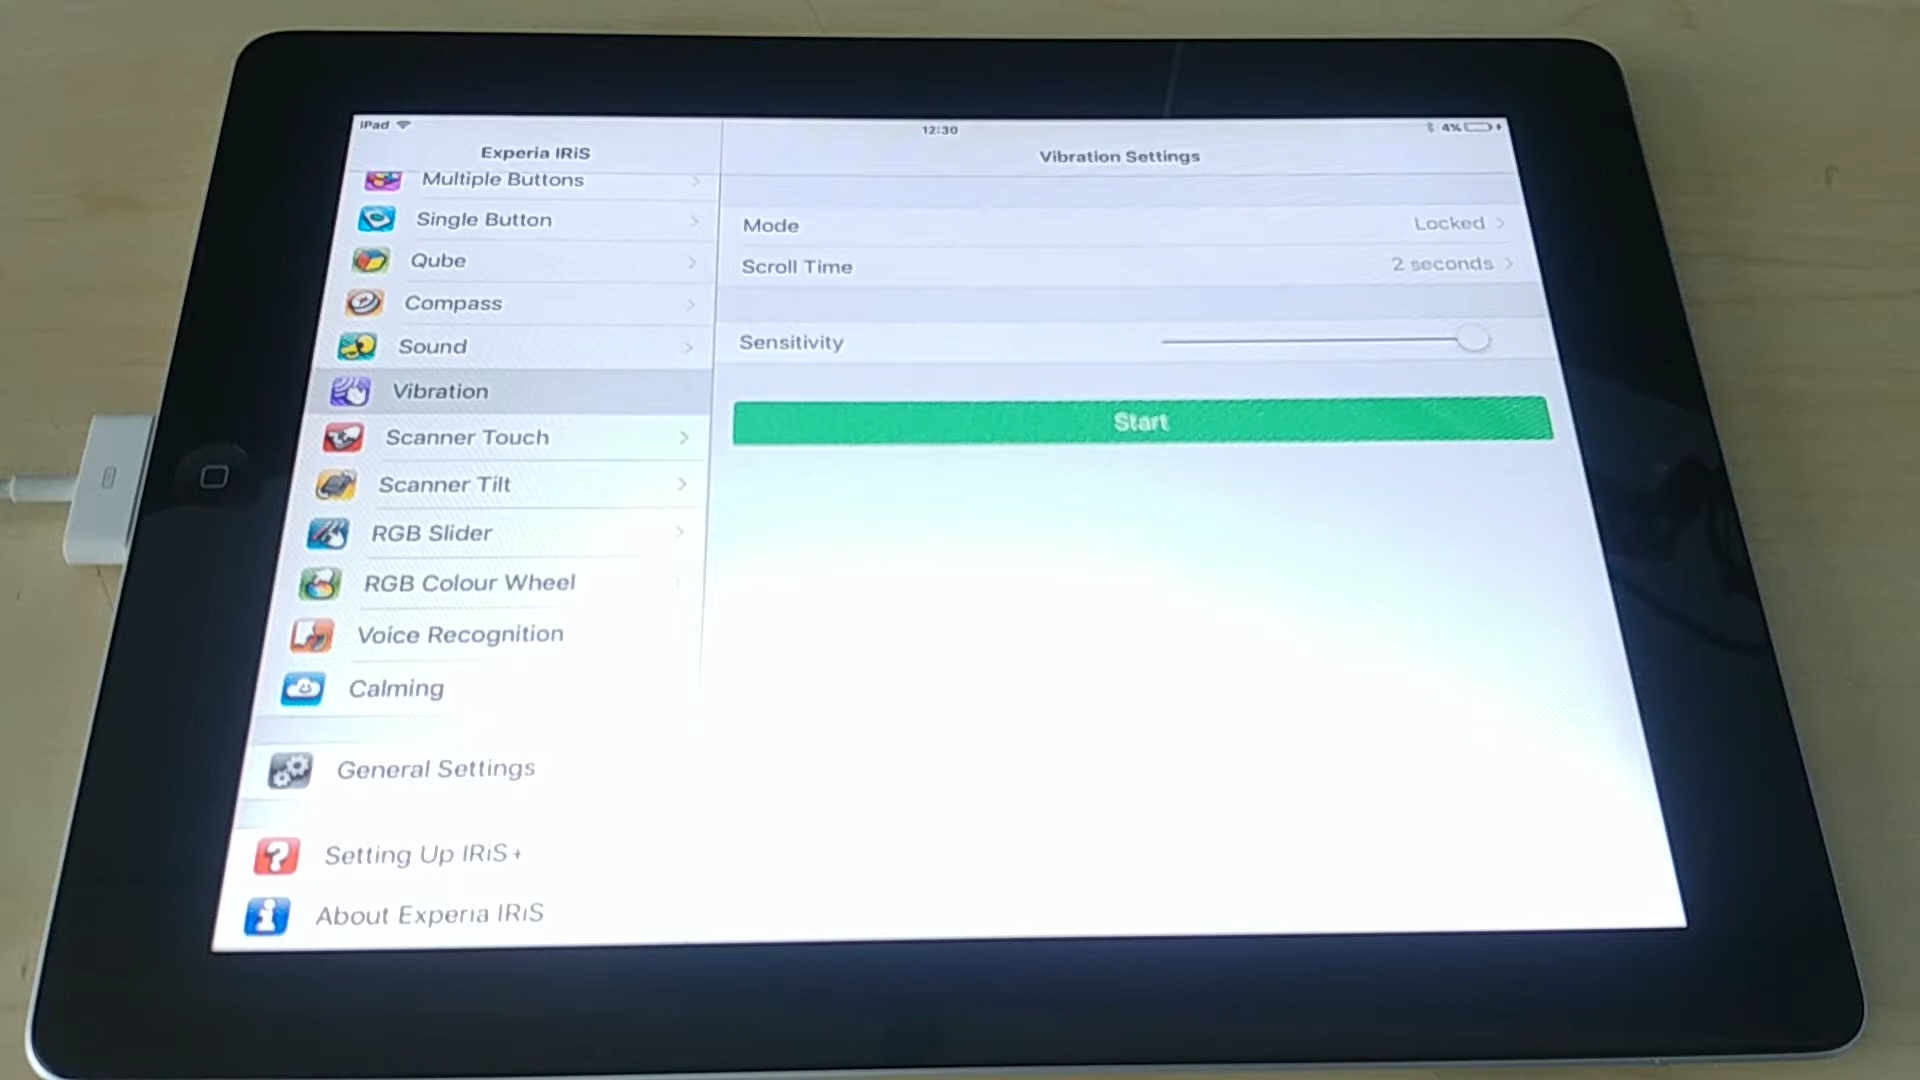 iPad
12:30
4%
Experia IRiS
Vibration Settings
Multiple Buttons
Single Button
Qube
Compass
Sound
Vibration
Scanner Touch
Scanner Tilt
RGB Slider
RGB Colour Wheel
Voice Recognition
Calming
General Settings
Setting Up IRiS+
About Experia IRiS
Mode
Locked
Scroll Time
2 seconds
Sensitivity
Start